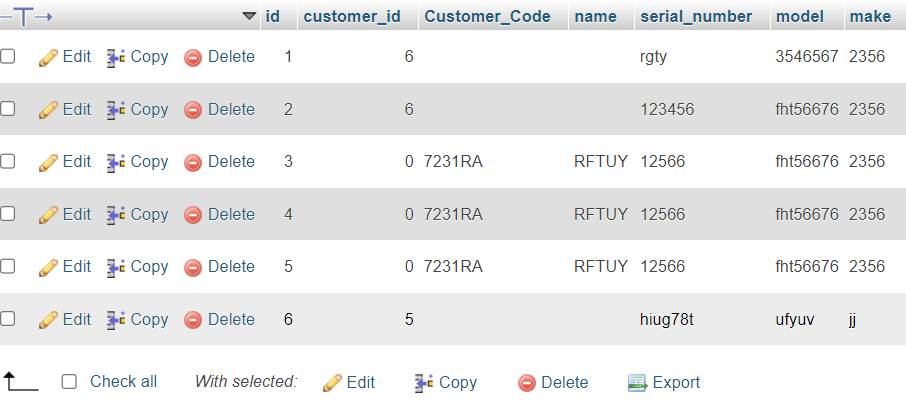 id customer_id Customer_Code name serial_number model make
Edit Copy Delete 1 6 rgty 3546567 2356
Edit Copy Delete 2 6 123456 fht56676 2356
Edit Copy Delete 3 0 7231RA RFTUY 12566 fht56676 2356
Edit Copy Delete 4 0 7231RA RFTUY 12566 fht56676 2356
Edit Copy Delete 5 0 7231RA RFTUY 12566 fht56676 2356
Edit Copy Delete 6 5 hiug78t ufyuv jj
Check all With selected: Edit Copy Delete Export